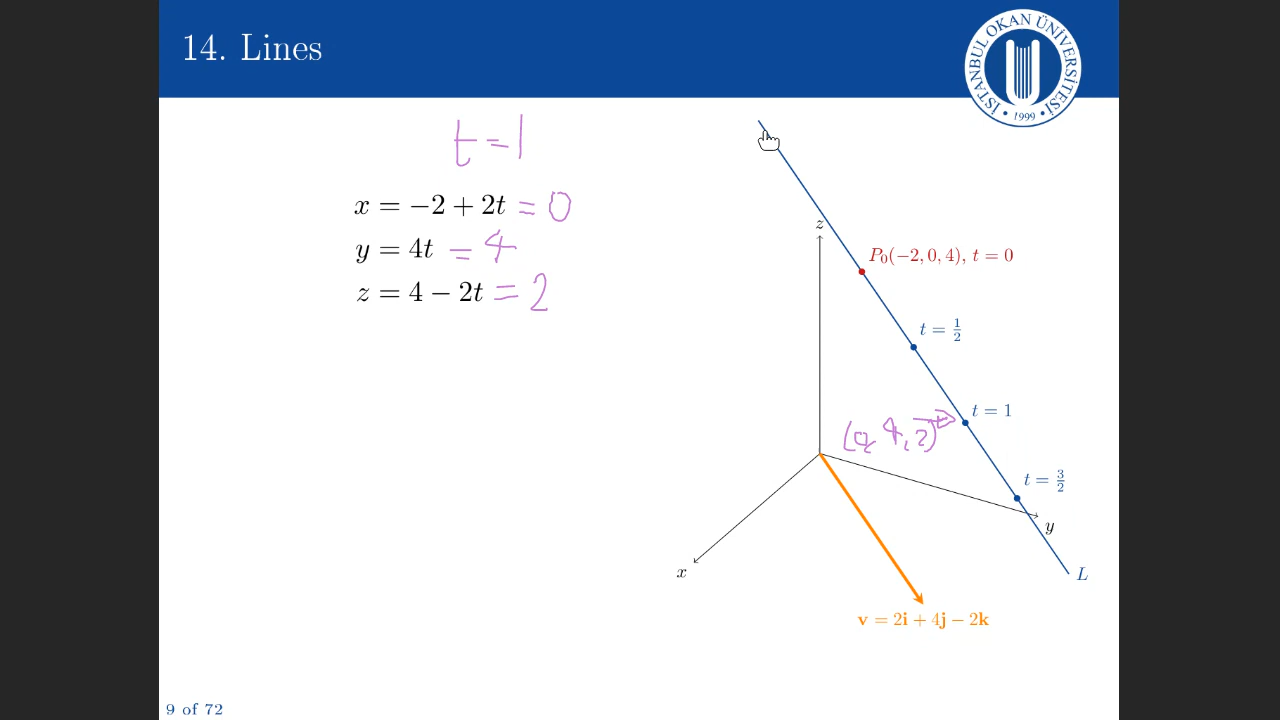 14. Lines
İSTANBUL OKAN ÜNİVERSİTESİ
1999
t=1
x = −2 + 2t = 0
y = 4t = 4
z = 4 − 2t = 2
z
P₀(−2, 0, 4), t = 0
t = 1/2
t = 1
(0, 4, 2)
t = 3/2
y
x
L
v = 2i + 4j − 2k
9 of 72